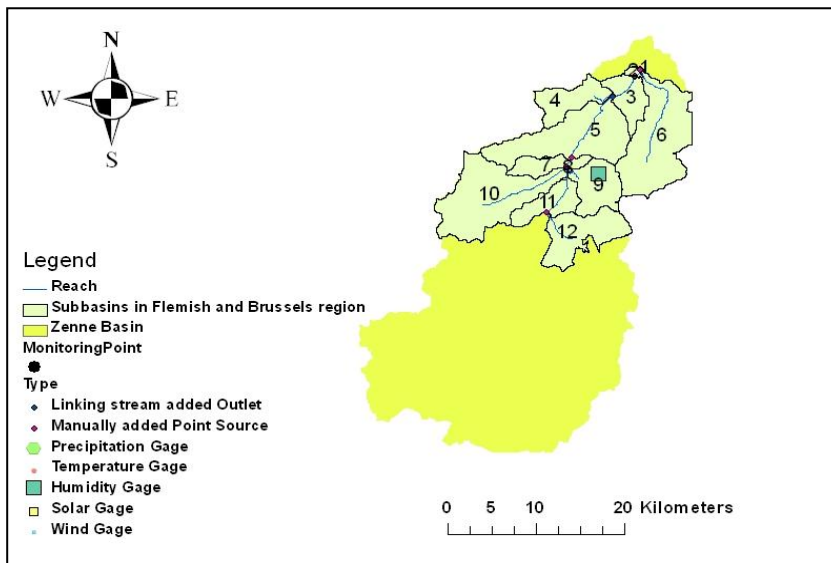 N
W E
S
21
4 3
5 6
7 8
9
10
11
12
Legend
Reach
Subbasins in Flemish and Brussels region
Zenne Basin
MonitoringPoint
Type
Linking stream added Outlet
Manually added Point Source
Precipitation Gage
Temperature Gage
Humidity Gage
Solar Gage
Wind Gage
0 5 10 20 Kilometers